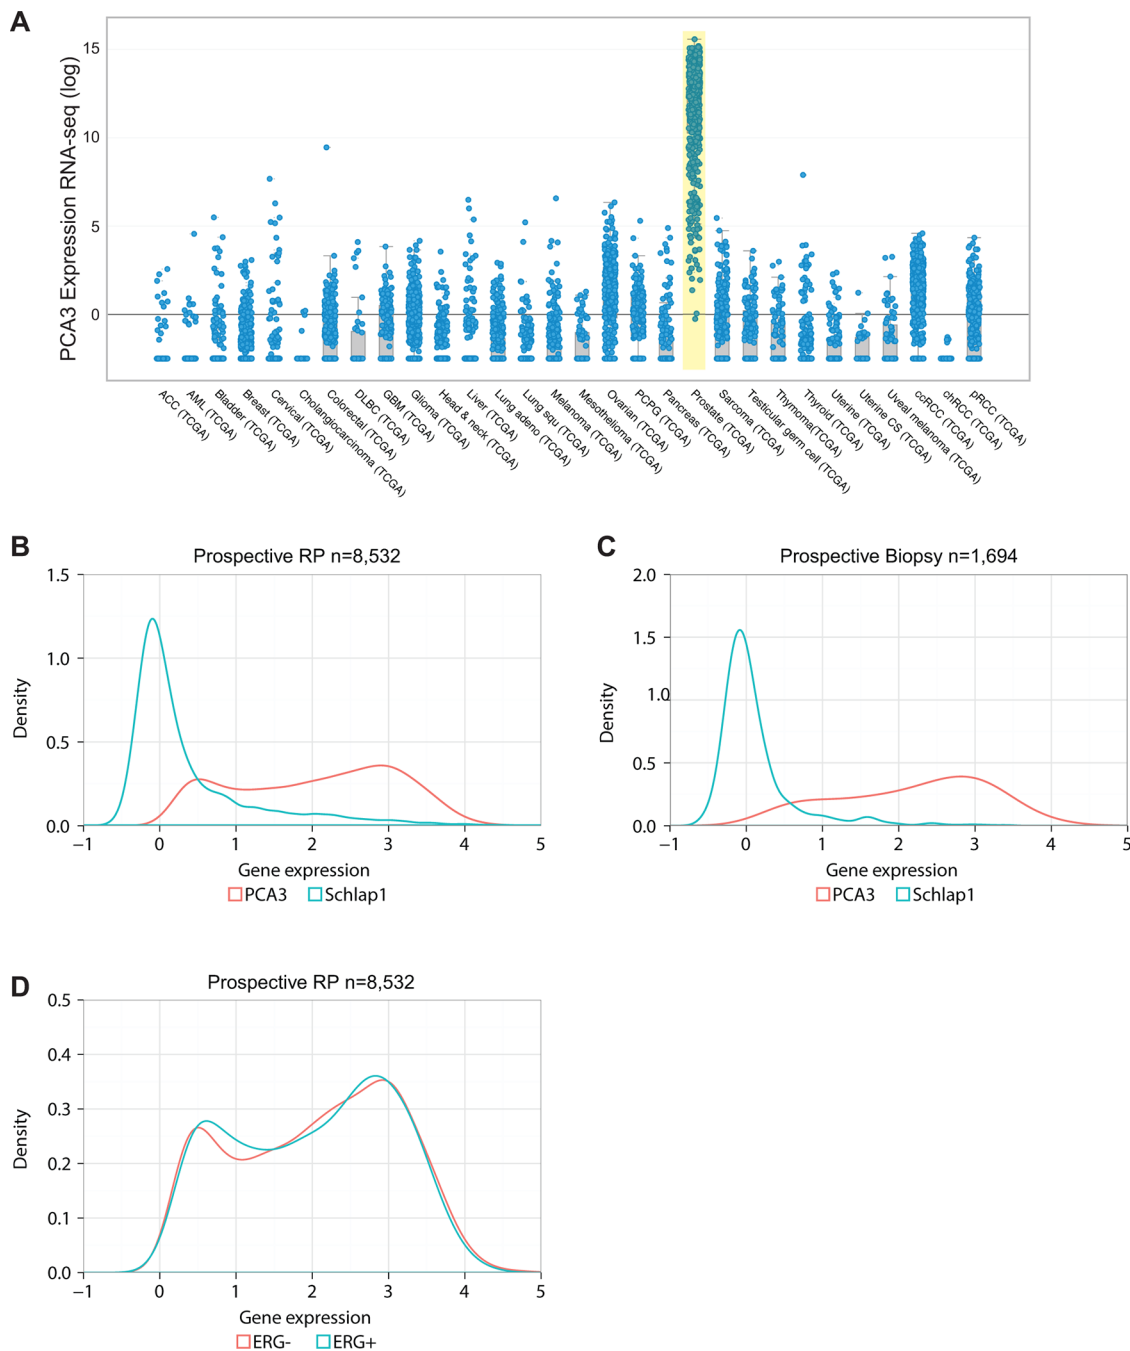 A
PCA3 Expression RNA-seq (log)
15
10
5
0
ACC (TCGA)
AML (TCGA)
Bladder (TCGA)
Breast (TCGA)
Cervical (TCGA)
Cholangiocarcinoma (TCGA)
Colorectal (TCGA)
DLBC (TCGA)
GBM (TCGA)
Glioma (TCGA)
Head & neck (TCGA)
Liver (TCGA)
Lung adeno (TCGA)
Lung squ (TCGA)
Melanoma (TCGA)
Mesothelioma (TCGA)
Ovarian (TCGA)
PCPG (TCGA)
Pancreas (TCGA)
Prostate (TCGA)
Sarcoma (TCGA)
Testicular germ cell (TCGA)
Thymoma(TCGA)
Thyroid (TCGA)
Uterine (TCGA)
Uterine CS (TCGA)
Uveal melanoma (TCGA)
ccRCC (TCGA)
chRCC (TCGA)
pRCC (TCGA)
B
Prospective RP n=8,532
1.5
1.0
0.5
0.0
Density
−1 0 1 2 3 4 5
Gene expression
PCA3 Schlap1
C
Prospective Biopsy n=1,694
2.0
1.5
1.0
0.5
0.0
Density
−1 0 1 2 3 4 5
Gene expression
PCA3 Schlap1
D
Prospective RP n=8,532
0.5
0.4
0.3
0.2
0.1
0.0
Density
−1 0 1 2 3 4 5
Gene expression
ERG- ERG+